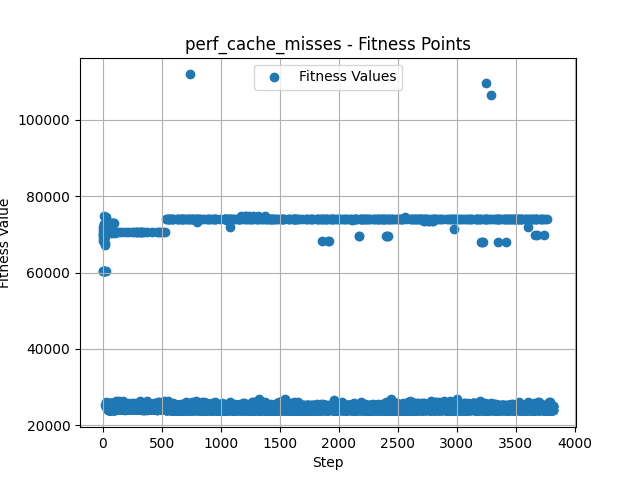 perf_cache_misses - Fitness Points
Fitness Values
100000
80000
60000
40000
20000
Fitness Value
0 500 1000 1500 2000 2500 3000 3500 4000
Step